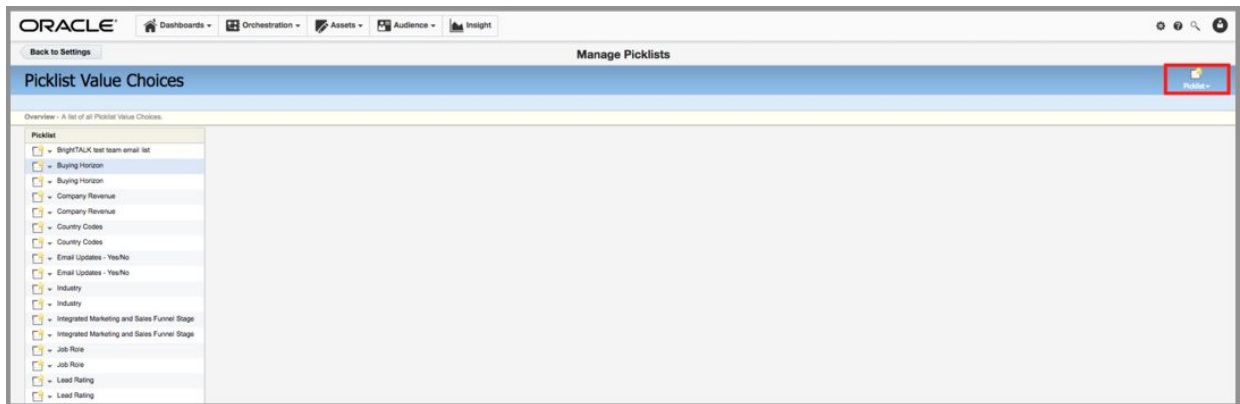 ORACLE Dashboards Orchestration Assets Audience Insight
Back to Settings Manage Picklists
Picklist Value Choices Picklist
Overview - A list of all Picklist Value Choices.
Picklist
BrightTALK test team email list
Buying Horizon
Buying Horizon
Company Revenue
Company Revenue
Country Codes
Country Codes
Email Updates - Yes/No
Email Updates - Yes/No
Industry
Industry
Integrated Marketing and Sales Funnel Stage
Integrated Marketing and Sales Funnel Stage
Job Role
Job Role
Lead Rating
Lead Rating